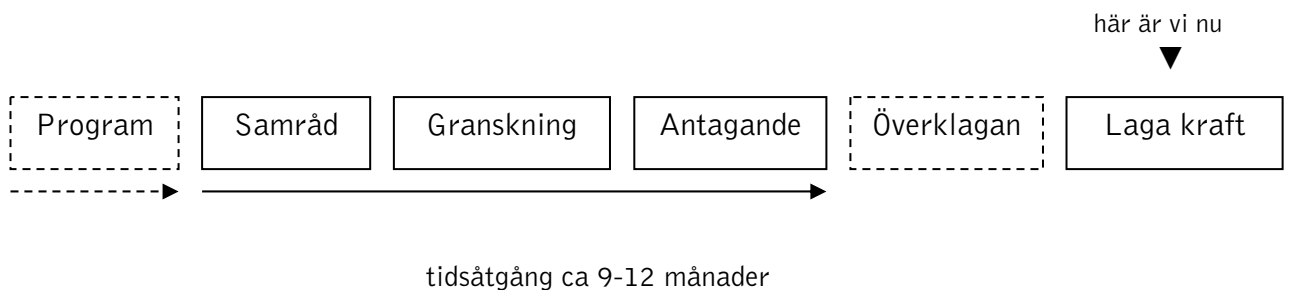 här är vi nu
Program Samråd Granskning Antagande Överklagan Laga kraft
tidsåtgång ca 9-12 månader